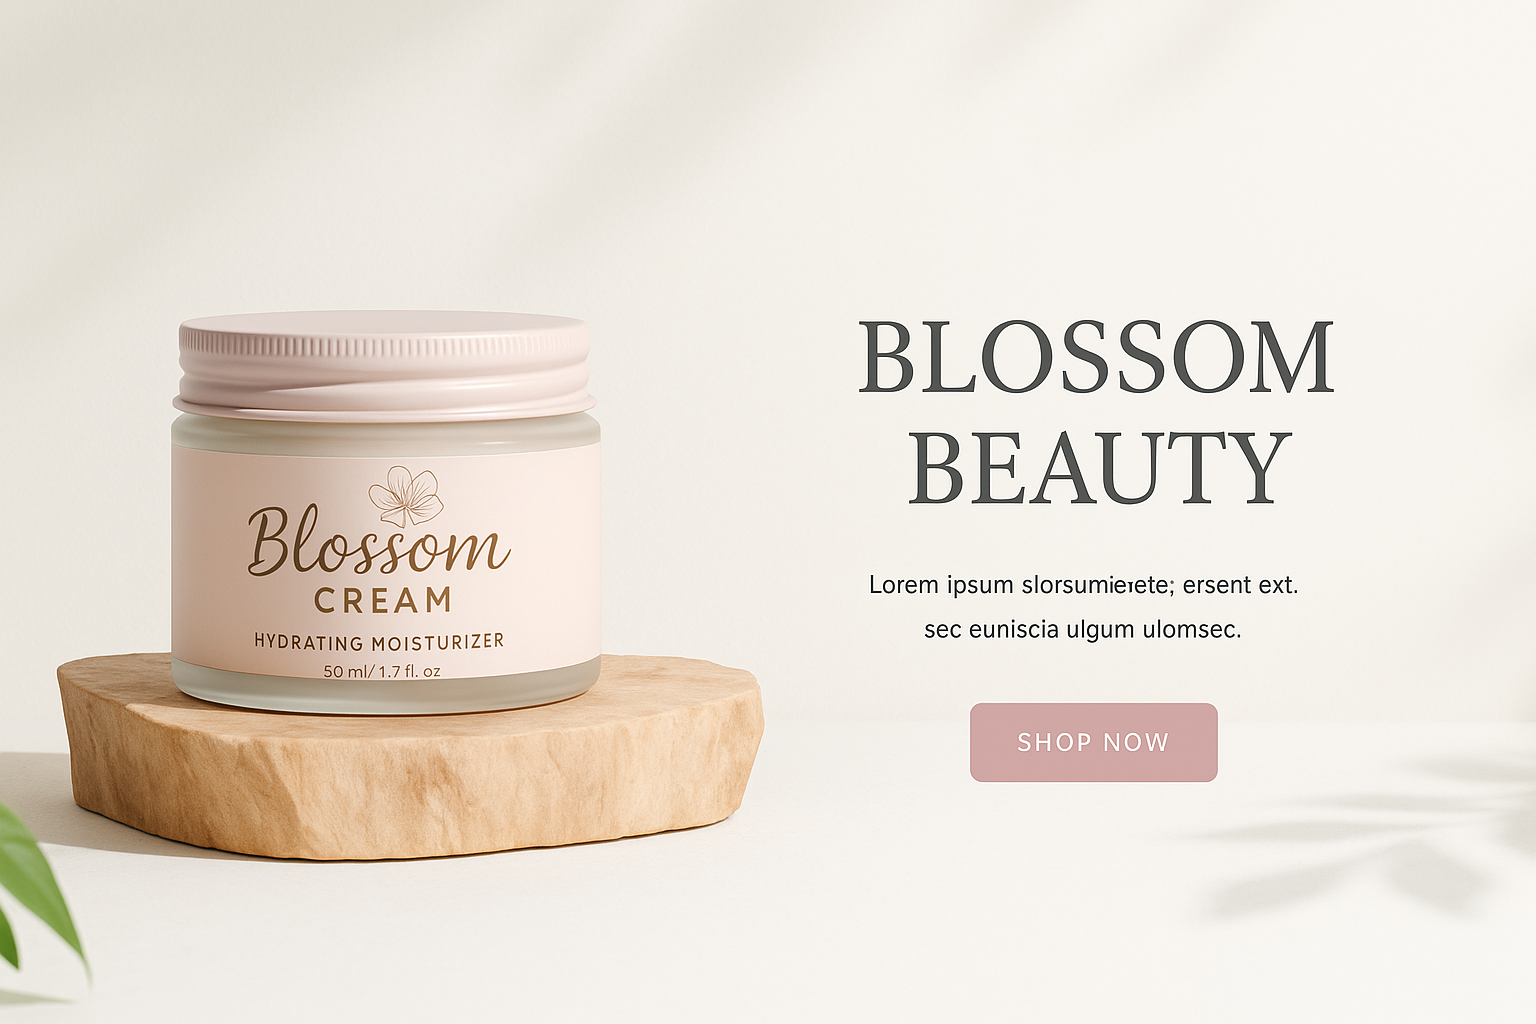 Blossom
CREAM
HYDRATING MOISTURIZER
50 ml/ 1.7 fl. oz
BLOSSOM
BEAUTY
Lorem ipsum ersent ext.
sec euniscia ulgum ulomsec.
SHOP NOW